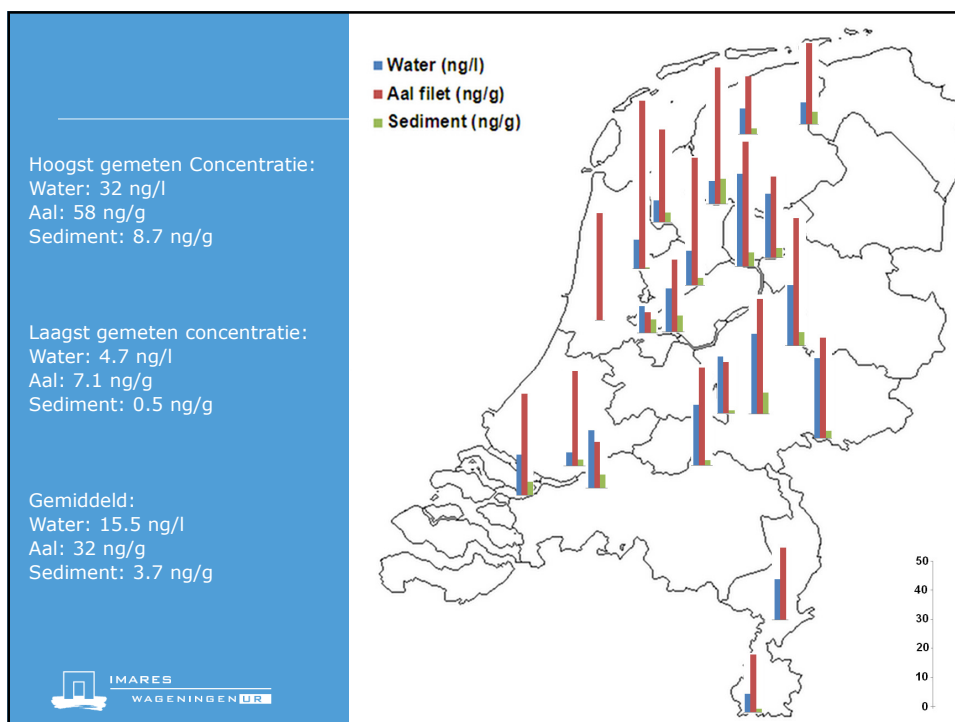 Hoogst gemeten Concentratie:
Water: 32 ng/l
Aal: 58 ng/g
Sediment: 8.7 ng/g
Laagst gemeten concentratie:
Water: 4.7 ng/l
Aal: 7.1 ng/g
Sediment: 0.5 ng/g
Gemiddeld:
Water: 15.5 ng/l
Aal: 32 ng/g
Sediment: 3.7 ng/g
IMARES
WAGENINGEN UR
Water (ng/l)
Aal filet (ng/g)
Sediment (ng/g)
50
40
30
20
10
0